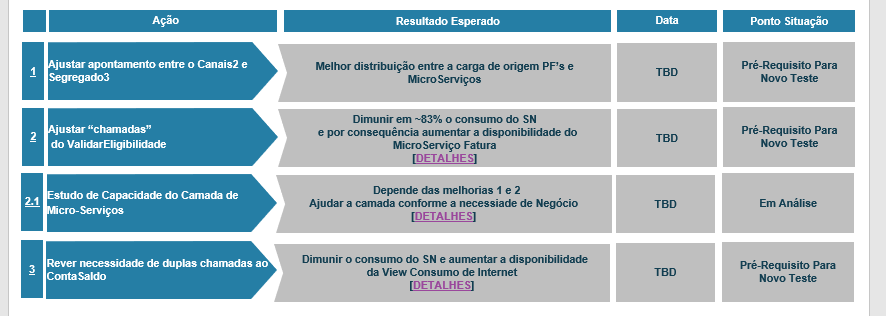 Ação Resultado Esperado Data Ponto Situação
1
Ajustar apontamento entre o Canais2 e
Segregado3
Melhor distribuição entre a carga de origem PF's e
MicroServiços
TBD
Pré-Requisito Para
Novo Teste
2
Ajustar “chamadas”
do ValidarEligibilidade
Dimunir em ~83% o consumo do SN
e por consequência aumentar a disponibilidade do
MicroServiço Fatura
[DETALHES]
TBD
Pré-Requisito Para
Novo Teste
2.1
Estudo de Capacidade do Camada de
Micro-Serviços
Depende das melhorias 1 e 2
Ajudar a camada conforme a necessiade de Negócio
[DETALHES]
TBD
Em Análise
3
Rever necessidade de duplas chamadas ao
ContaSaldo
Dimunir o consumo do SN e aumentar a disponibilidade
da View Consumo de Internet
[DETALHES]
TBD
Pré-Requisito Para
Novo Teste